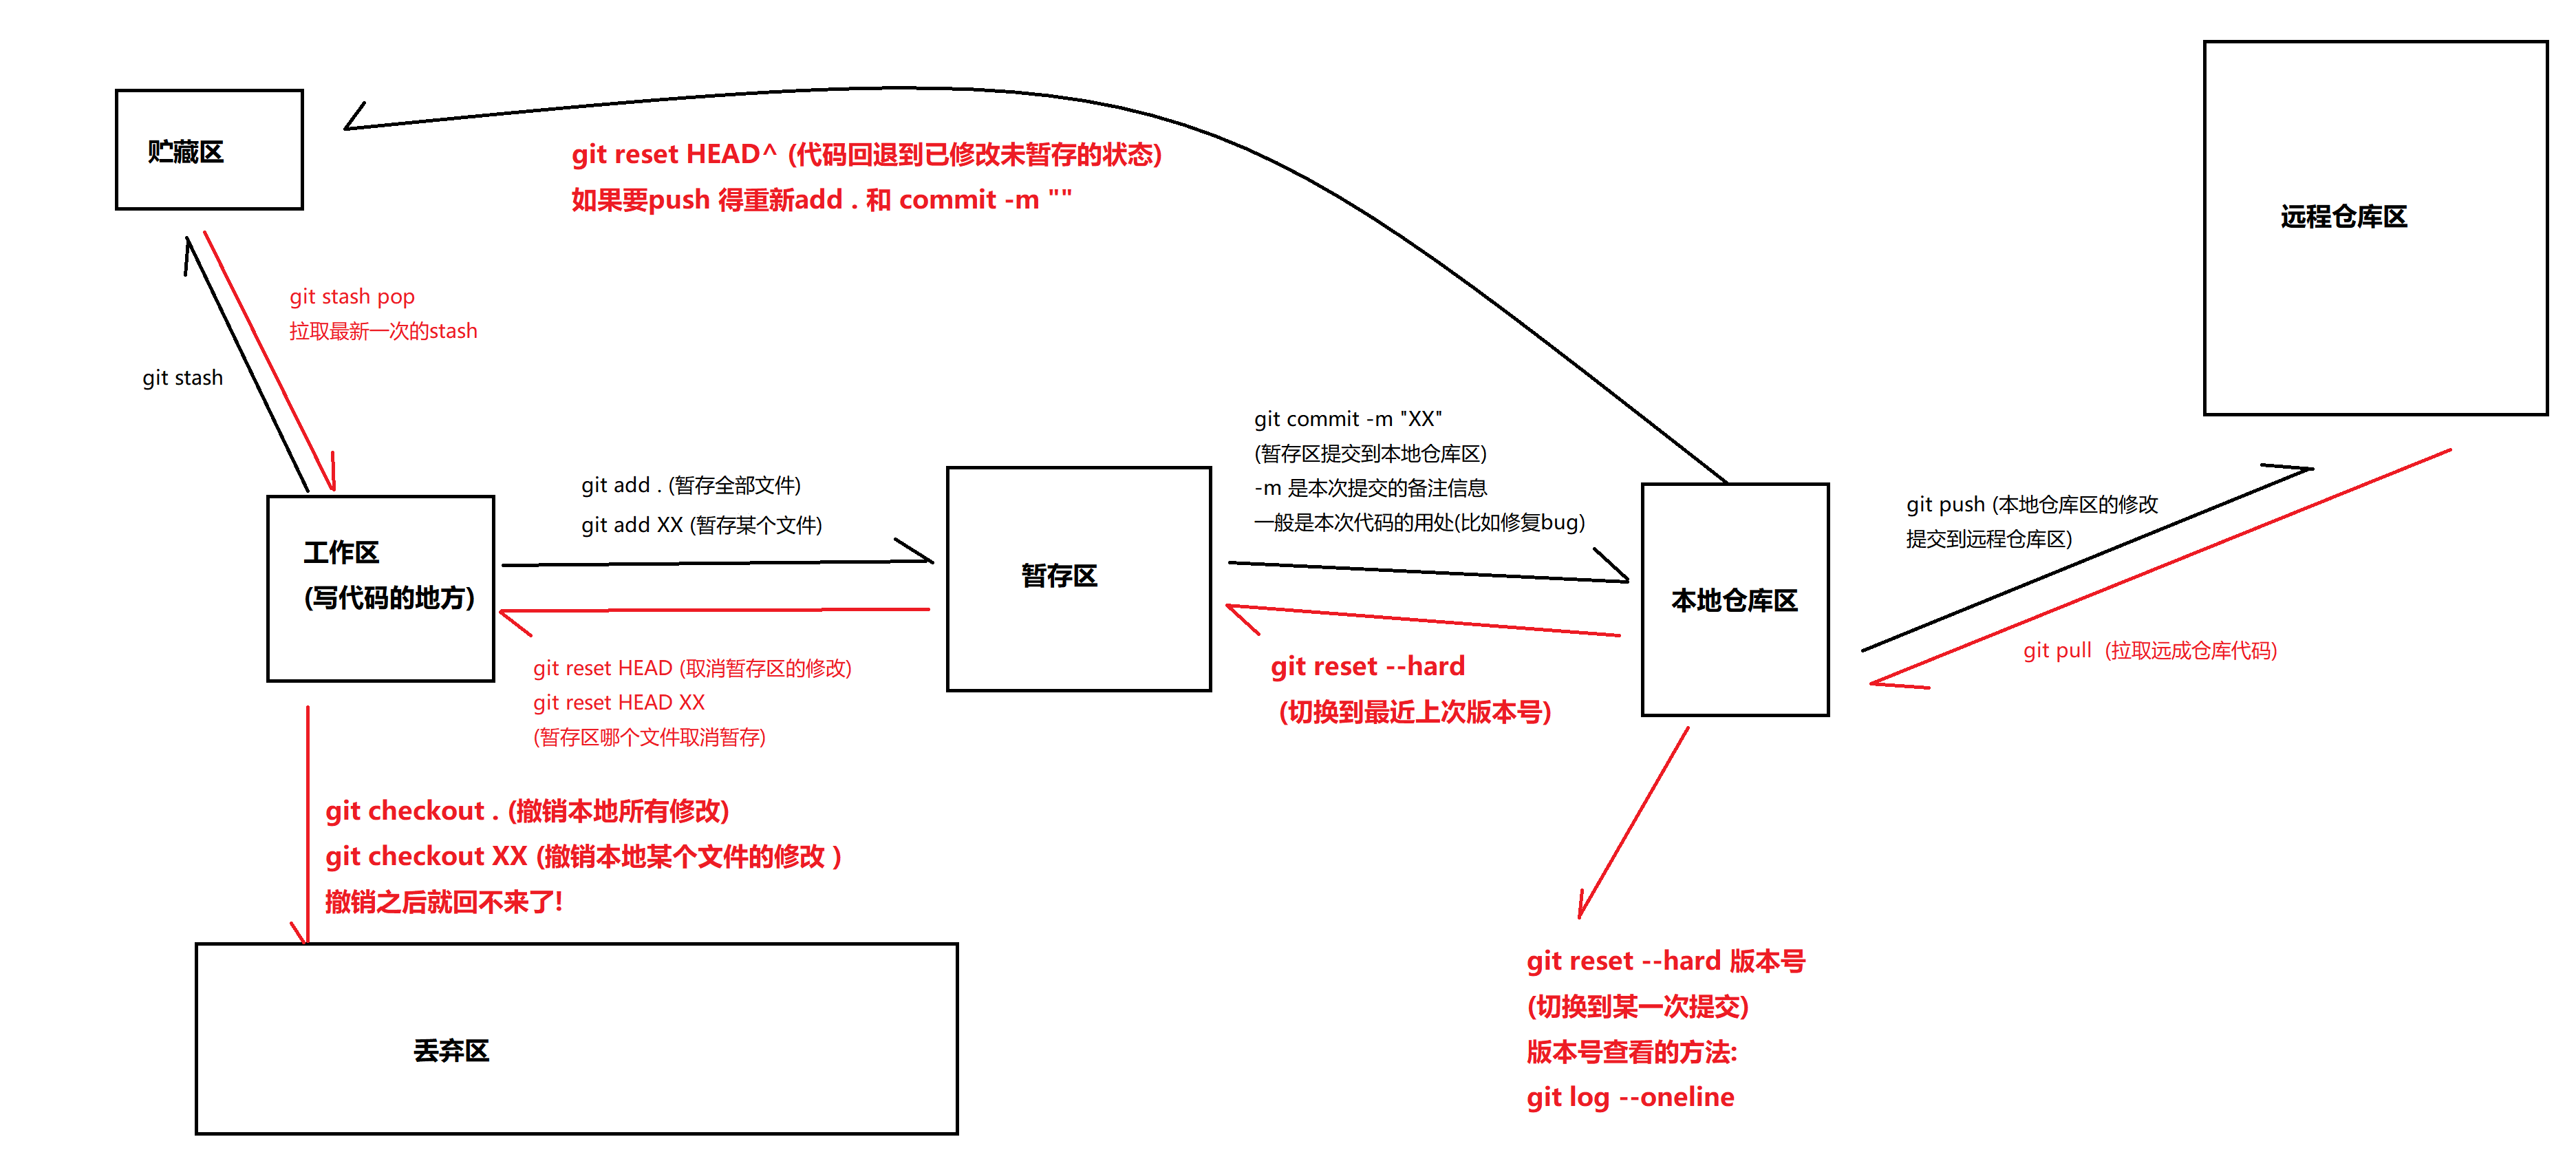 贮藏区
git reset HEAD^ (代码回退到已修改未暂存的状态)
如果要push 得重新add . 和 commit -m ""
远程仓库区
git stash pop
拉取最新一次的stash
git stash
工作区
(写代码的地方)
git add . (暂存全部文件)
git add XX (暂存某个文件)
暂存区
git commit -m "XX"
(暂存区提交到本地仓库区)
-m 是本次提交的备注信息
一般是本次代码的用处(比如修复bug)
本地仓库区
git push (本地仓库区的修改
提交到远程仓库区)
git pull (拉取远成仓库代码)
git reset HEAD (取消暂存区的修改)
git reset HEAD XX
(暂存区哪个文件取消暂存)
git reset --hard
(切换到最近上次版本号)
git checkout . (撤销本地所有修改)
git checkout XX (撤销本地某个文件的修改 )
撤销之后就回不来了!
丢弃区
git reset --hard 版本号
(切换到某一次提交)
版本号查看的方法:
git log --oneline